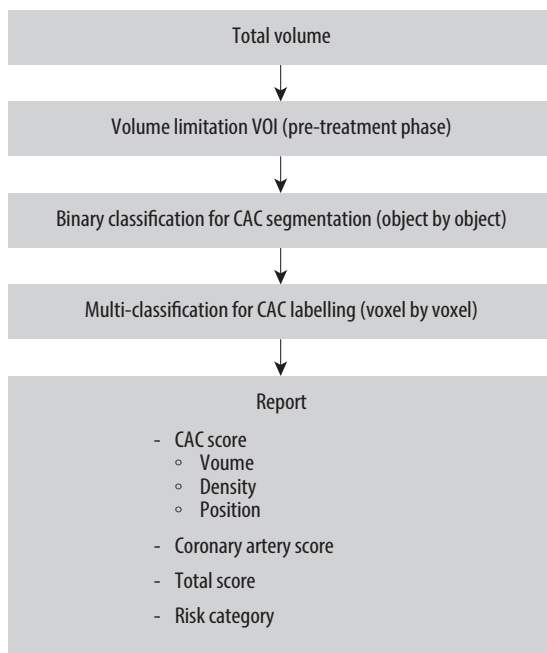 Total volume
Volume limitation VOI (pre-treatment phase)
Binary classification for CAC segmentation (object by object)
Multi-classification for CAC labelling (voxel by voxel)
Report
- CAC score
◦ Voume
◦ Density
◦ Position
- Coronary artery score
- Total score
- Risk category